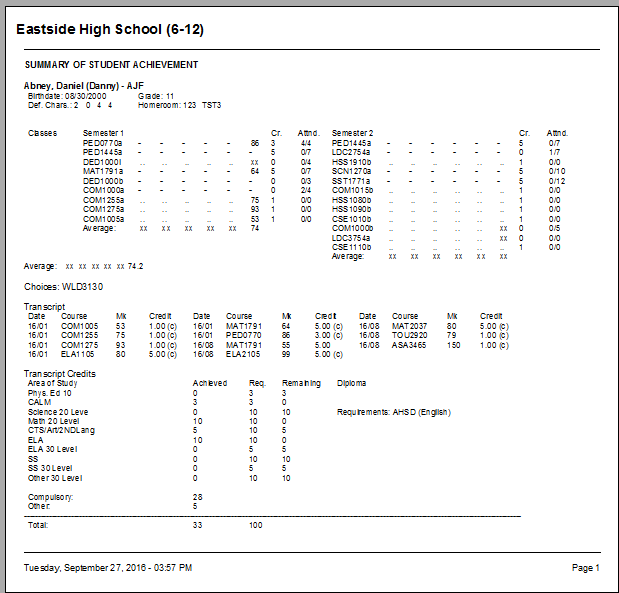 Eastside High School (6-12)
SUMMARY OF STUDENT ACHIEVEMENT
Abney, Daniel (Danny) - AJF
Birthdate: 08/30/2000 Grade: 11
Def. Chars.: 2 0 4 4 Homeroom: 123 TST3
Classes Semester 1 Cr. Attnd. Semester 2 Cr. Attnd.
PED0770a - - - - - 86 3 4/4 PED1445a - - - - - - 5 0/7
PED1445a - - - - - - 5 0/7 LDC2754a - - - - - - 0 1/7
DED1000I .. .. .. .. .. xx 0 0/4 HSS1910b .. .. .. .. .. .. 1 0/0
MAT1791a - - - - - 64 5 0/7 SCN1270a - - - - - - 5 0/10
DED1000b - - - - - - 0 0/3 SST1771a - - - - - - 5 0/12
COM1000a - - - - - - 0 2/4 COM1015b .. .. .. .. .. .. 1 0/0
COM1255a .. .. .. .. .. 75 1 0/0 HSS1080b .. .. .. .. .. .. 1 0/0
COM1275a .. .. .. .. .. 93 1 0/0 HSS1090b .. .. .. .. .. .. 1 0/0
COM1005a .. .. .. .. .. 53 1 0/0 CSE1010b .. .. .. .. .. .. 1 0/0
Average: xx xx xx xx xx 74 COM1000b .. .. .. .. .. xx 0 0/5
LDC3754a .. .. .. .. .. xx 0 0/0
CSE1110b .. .. .. .. .. .. 1 0/0
Average: xx xx xx xx xx xx
Average: xx xx xx xx xx 74.2
Choices: WLD3130
Transcript
Date Course Mk Credit Date Course Mk Credit Date Course Mk Credit
16/01 COM1005 53 1.00 (c) 16/01 MAT1791 64 5.00 (c) 16/08 MAT2037 80 5.00 (c)
16/01 COM1255 75 1.00 (c) 16/01 PED0770 86 3.00 (c) 16/08 TOU2920 79 1.00 (c)
16/01 COM1275 93 1.00 (c) 16/08 MAT1791 55 5.00 16/08 ASA3465 150 1.00 (c)
16/01 ELA1105 80 5.00 (c) 16/08 ELA2105 99 5.00 (c)
Transcript Credits
Area of Study Achieved Req. Remaining Diploma
Phys. Ed 10 0 3 3
CALM 3 3 0
Science 20 Leve 0 10 10 Requirements: AHSD (English)
Math 20 Level 10 10 0
CTS/Art/2NDLang 5 10 5
ELA 10 10 0
ELA 30 Level 0 5 5
SS 0 10 10
SS 30 Level 0 5 5
Other 30 Level 0 10 10
Compulsory: 28
Other: 5
Total: 33 100
Tuesday, September 27, 2016 - 03:57 PM Page 1